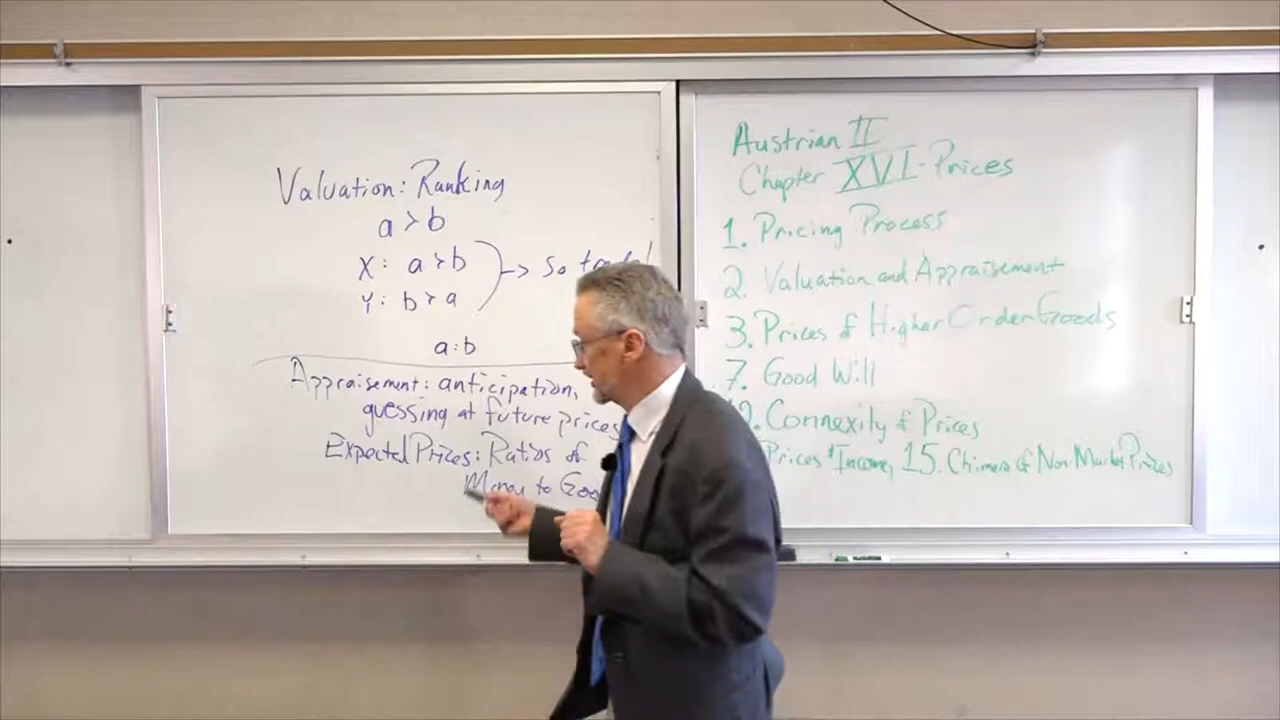 Valuation: Ranking
a > b
X: a > b
Y: b > a
→ So
a:b
Appraisement: anticipation,
guessing at future prices
Expected Prices: Ratios of
Money to
Austrian II
Chapter XVI - Prices
1. Pricing Process
2. Valuation and Appraisement
3. Prices of Higher Order Goods
7. Good Will
Connexity of Prices
Prices & Income 15. Chimera of Non-Market Prices